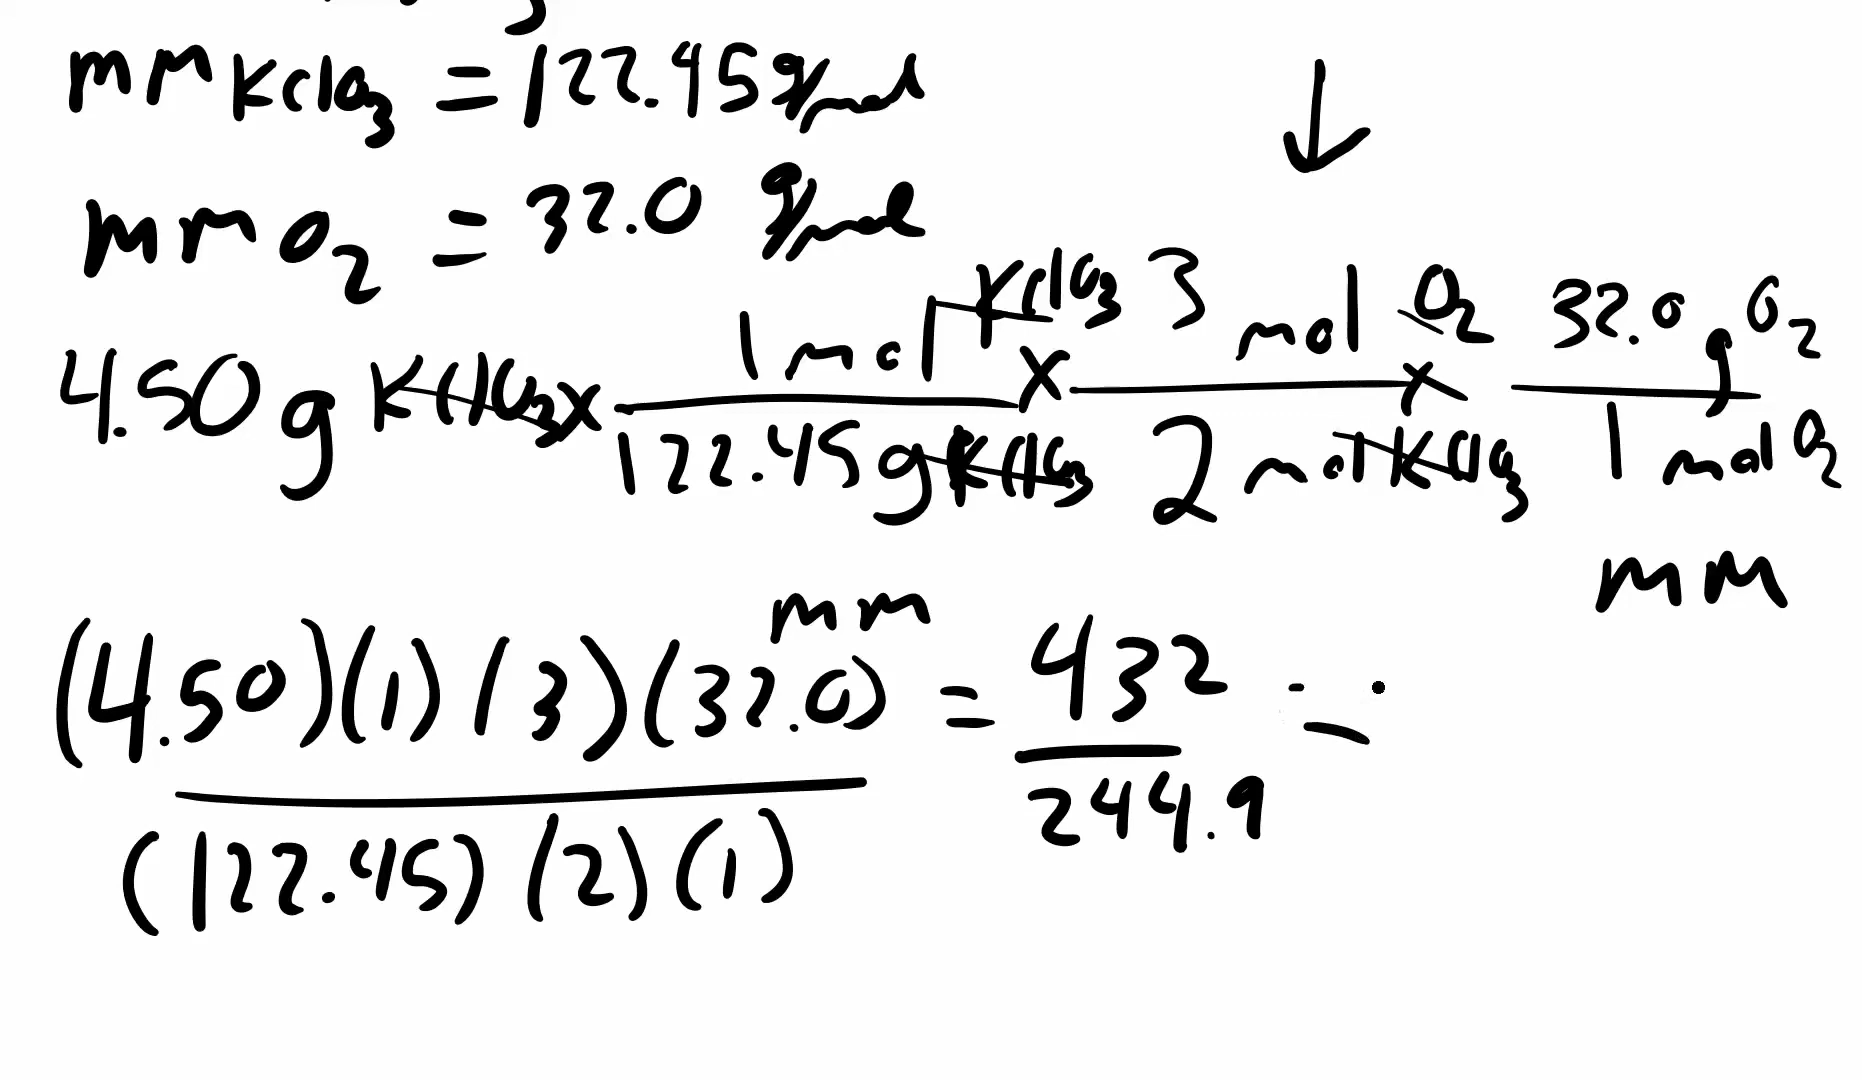 mm KClO3 = 122.45 g/mol
mm O2 = 32.0 g/mol
1 mol KClO3 3 mol O2 32.0 g O2
4.50 g KClO3 x x x
122.45 g KClO3 2 mol KClO3 1 mol O2
mm
mm
(4.50)(1)(3)(32.0) = 432 =
(122.45)(2)(1) 244.9